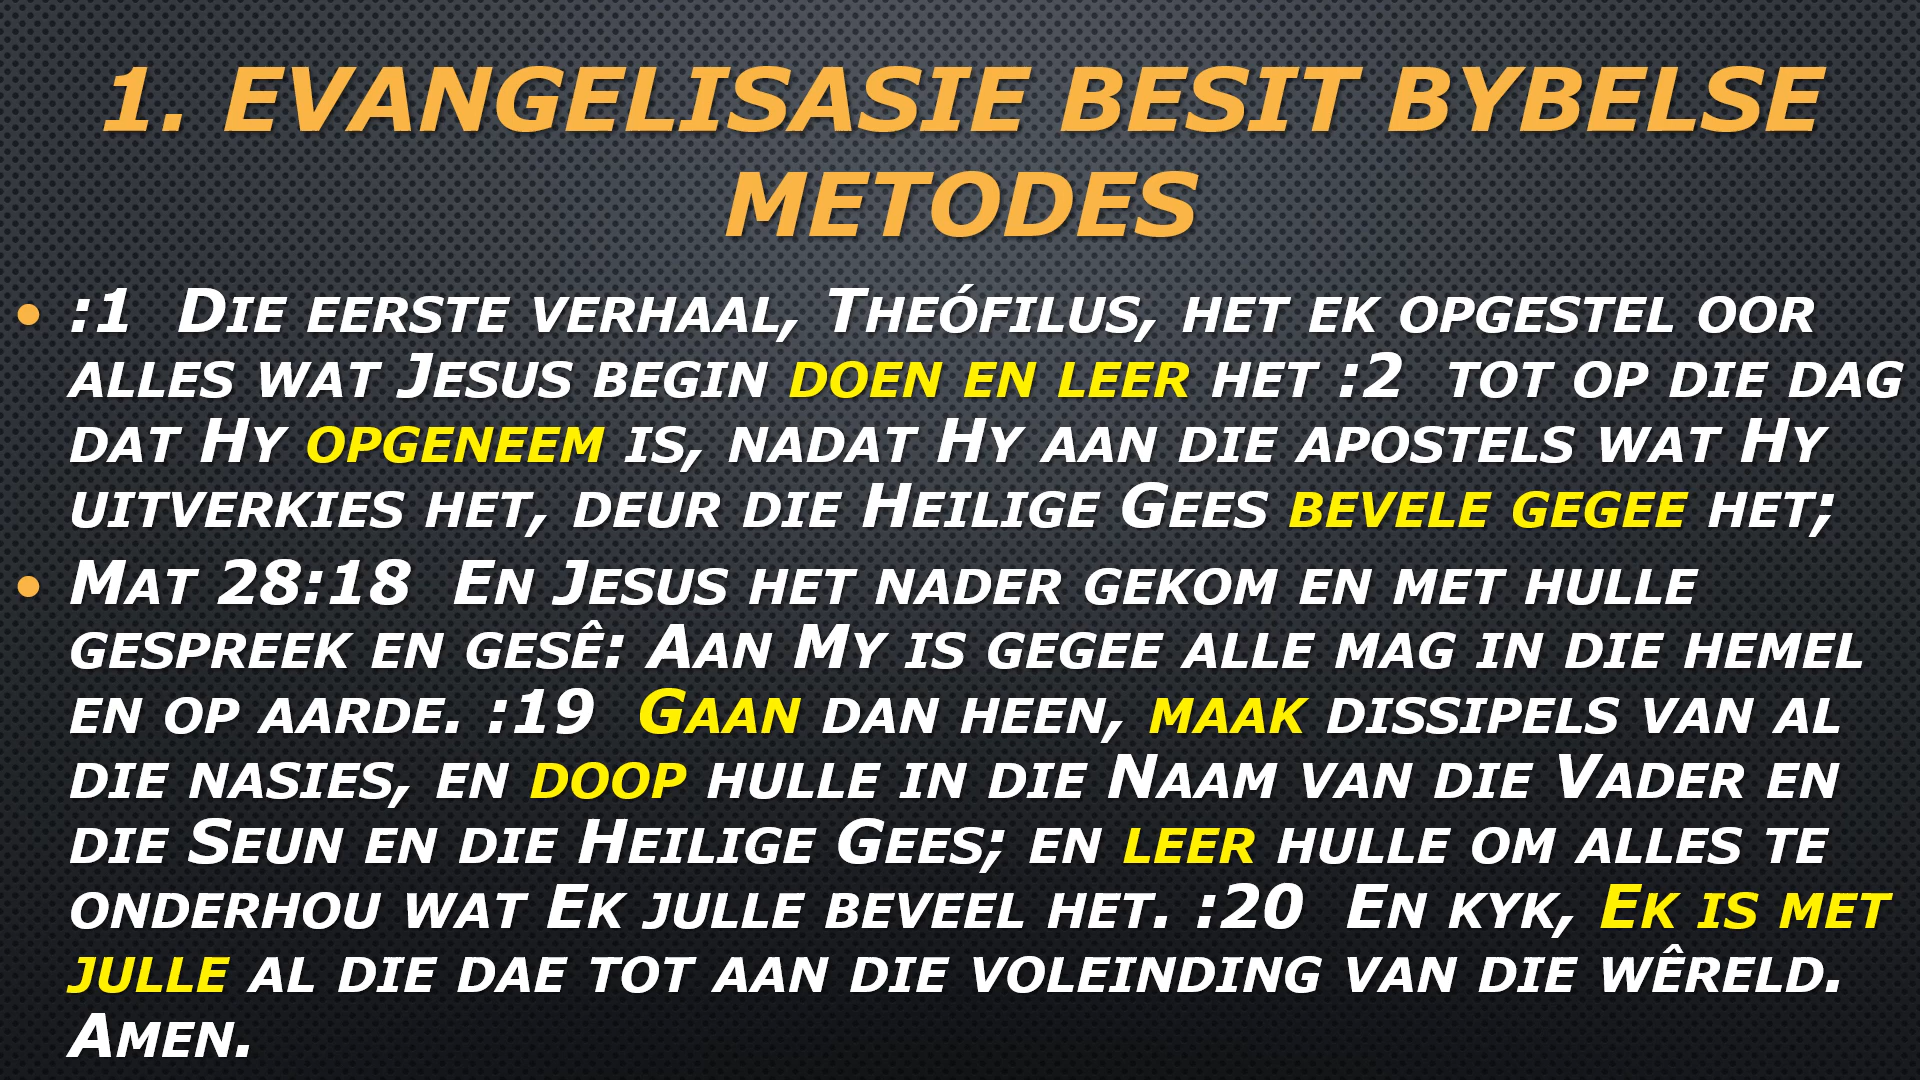 1. EVANGELISASIE BESIT BYBELSE
METODES
• :1  DIE EERSTE VERHAAL, THEÓFILUS, HET EK OPGESTEL OOR
ALLES WAT JESUS BEGIN DOEN EN LEER HET :2  TOT OP DIE DAG
DAT HY OPGENEEM IS, NADAT HY AAN DIE APOSTELS WAT HY
UITVERKIES HET, DEUR DIE HEILIGE GEES BEVELE GEGEE HET;
• MAT 28:18  EN JESUS HET NADER GEKOM EN MET HULLE
GESPREEK EN GESÊ: AAN MY IS GEGEE ALLE MAG IN DIE HEMEL
EN OP AARDE. :19  GAAN DAN HEEN, MAAK DISSIPELS VAN AL
DIE NASIES, EN DOOP HULLE IN DIE NAAM VAN DIE VADER EN
DIE SEUN EN DIE HEILIGE GEES; EN LEER HULLE OM ALLES TE
ONDERHOU WAT EK JULLE BEVEEL HET. :20  EN KYK, EK IS MET
JULLE AL DIE DAE TOT AAN DIE VOLEINDING VAN DIE WÊRELD.
AMEN.